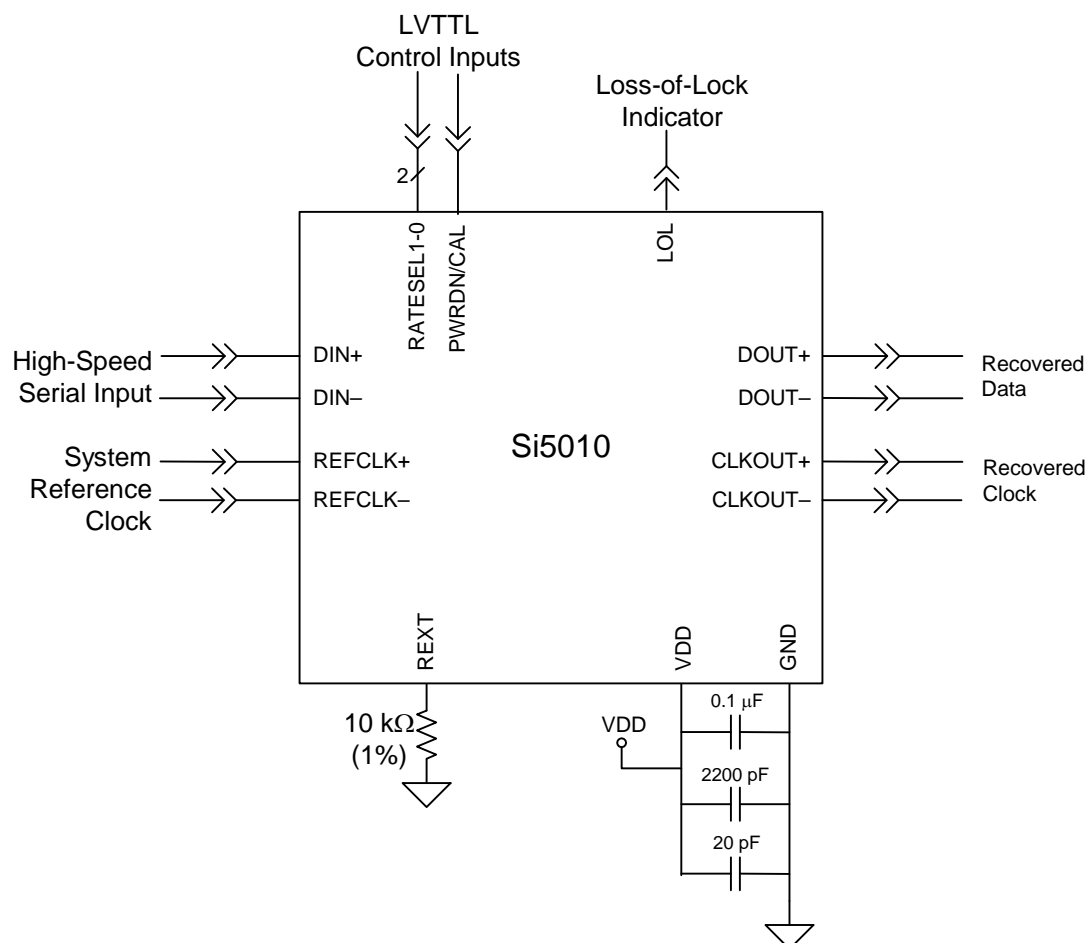 LVTTL
Control Inputs
Loss-of-Lock
Indicator
2
RATESEL1-0
PWRDN/CAL
LOL
High-Speed
Serial Input
DIN+
DIN–
System
Reference
Clock
REFCLK+
REFCLK–
Si5010
DOUT+
DOUT–
Recovered
Data
CLKOUT+
CLKOUT–
Recovered
Clock
REXT
VDD
GND
10 kΩ
(1%)
VDD
0.1 μF
2200 pF
20 pF